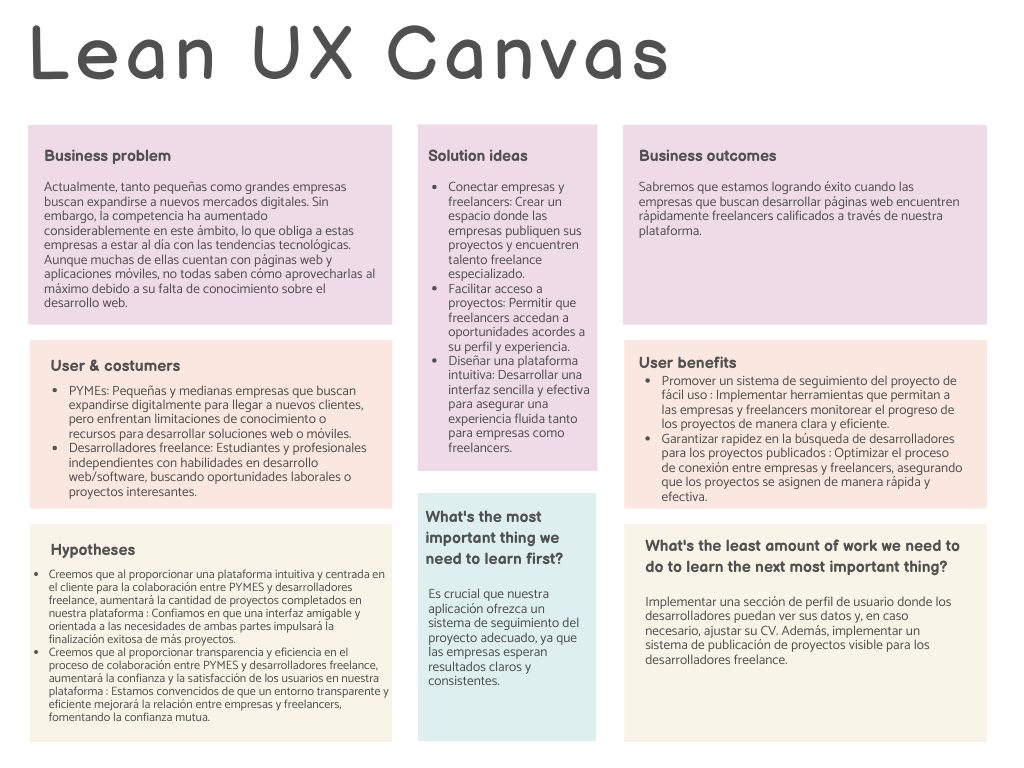 Lean UX Canvas
Business problem
Actualmente, tanto pequeñas como grandes empresas
buscan expandirse a nuevos mercados digitales. Sin
embargo, la competencia ha aumentado
considerablemente en este ámbito, lo que obliga a estas
empresas a estar al día con las tendencias tecnológicas.
Aunque muchas de ellas cuentan con páginas web y
aplicaciones móviles, no todas saben cómo aprovecharlas al
máximo debido a su falta de conocimiento sobre el
desarrollo web.
Solution ideas
• Conectar empresas y
freelancers: Crear un
espacio donde las
empresas publiquen sus
proyectos y encuentren
talento freelance
especializado.
• Facilitar acceso a
proyectos: Permitir que
freelancers accedan a
oportunidades acordes a
su perfil y experiencia.
• Diseñar una plataforma
intuitiva: Desarrollar una
interfaz sencilla y efectiva
para asegurar una
experiencia fluida tanto
para empresas como
freelancers.
Business outcomes
Sabremos que estamos logrando éxito cuando las
empresas que buscan desarrollar páginas web encuentren
rápidamente freelancers calificados a través de nuestra
plataforma.
User & costumers
• PYMEs: Pequeñas y medianas empresas que buscan
expandirse digitalmente para llegar a nuevos clientes,
pero enfrentan limitaciones de conocimiento o
recursos para desarrollar soluciones web o móviles.
• Desarrolladores freelance: Estudiantes y profesionales
independientes con habilidades en desarrollo
web/software, buscando oportunidades laborales o
proyectos interesantes.
User benefits
• Promover un sistema de seguimiento del proyecto de
fácil uso : Implementar herramientas que permitan a
las empresas y freelancers monitorear el progreso de
los proyectos de manera clara y eficiente.
• Garantizar rapidez en la búsqueda de desarrolladores
para los proyectos publicados : Optimizar el proceso
de conexión entre empresas y freelancers, asegurando
que los proyectos se asignen de manera rápida y
efectiva.
Hypotheses
• Creemos que al proporcionar una plataforma intuitiva y centrada en
el cliente para la colaboración entre PYMES y desarrolladores
freelance, aumentará la cantidad de proyectos completados en
nuestra plataforma : Confiamos en que una interfaz amigable y
orientada a las necesidades de ambas partes impulsará la
finalización exitosa de más proyectos.
• Creemos que al proporcionar transparencia y eficiencia en el
proceso de colaboración entre PYMES y desarrolladores freelance,
aumentará la confianza y la satisfacción de los usuarios en nuestra
plataforma : Estamos convencidos de que un entorno transparente y
eficiente mejorará la relación entre empresas y freelancers,
fomentando la confianza mutua.
What's the most
important thing we
need to learn first?
Es crucial que nuestra
aplicación ofrezca un
sistema de seguimiento del
proyecto adecuado, ya que
las empresas esperan
resultados claros y
consistentes.
What's the least amount of work we need to
do to learn the next most important thing?
Implementar una sección de perfil de usuario donde los
desarrolladores puedan ver sus datos y, en caso
necesario, ajustar su CV. Además, implementar un
sistema de publicación de proyectos visible para los
desarrolladores freelance.